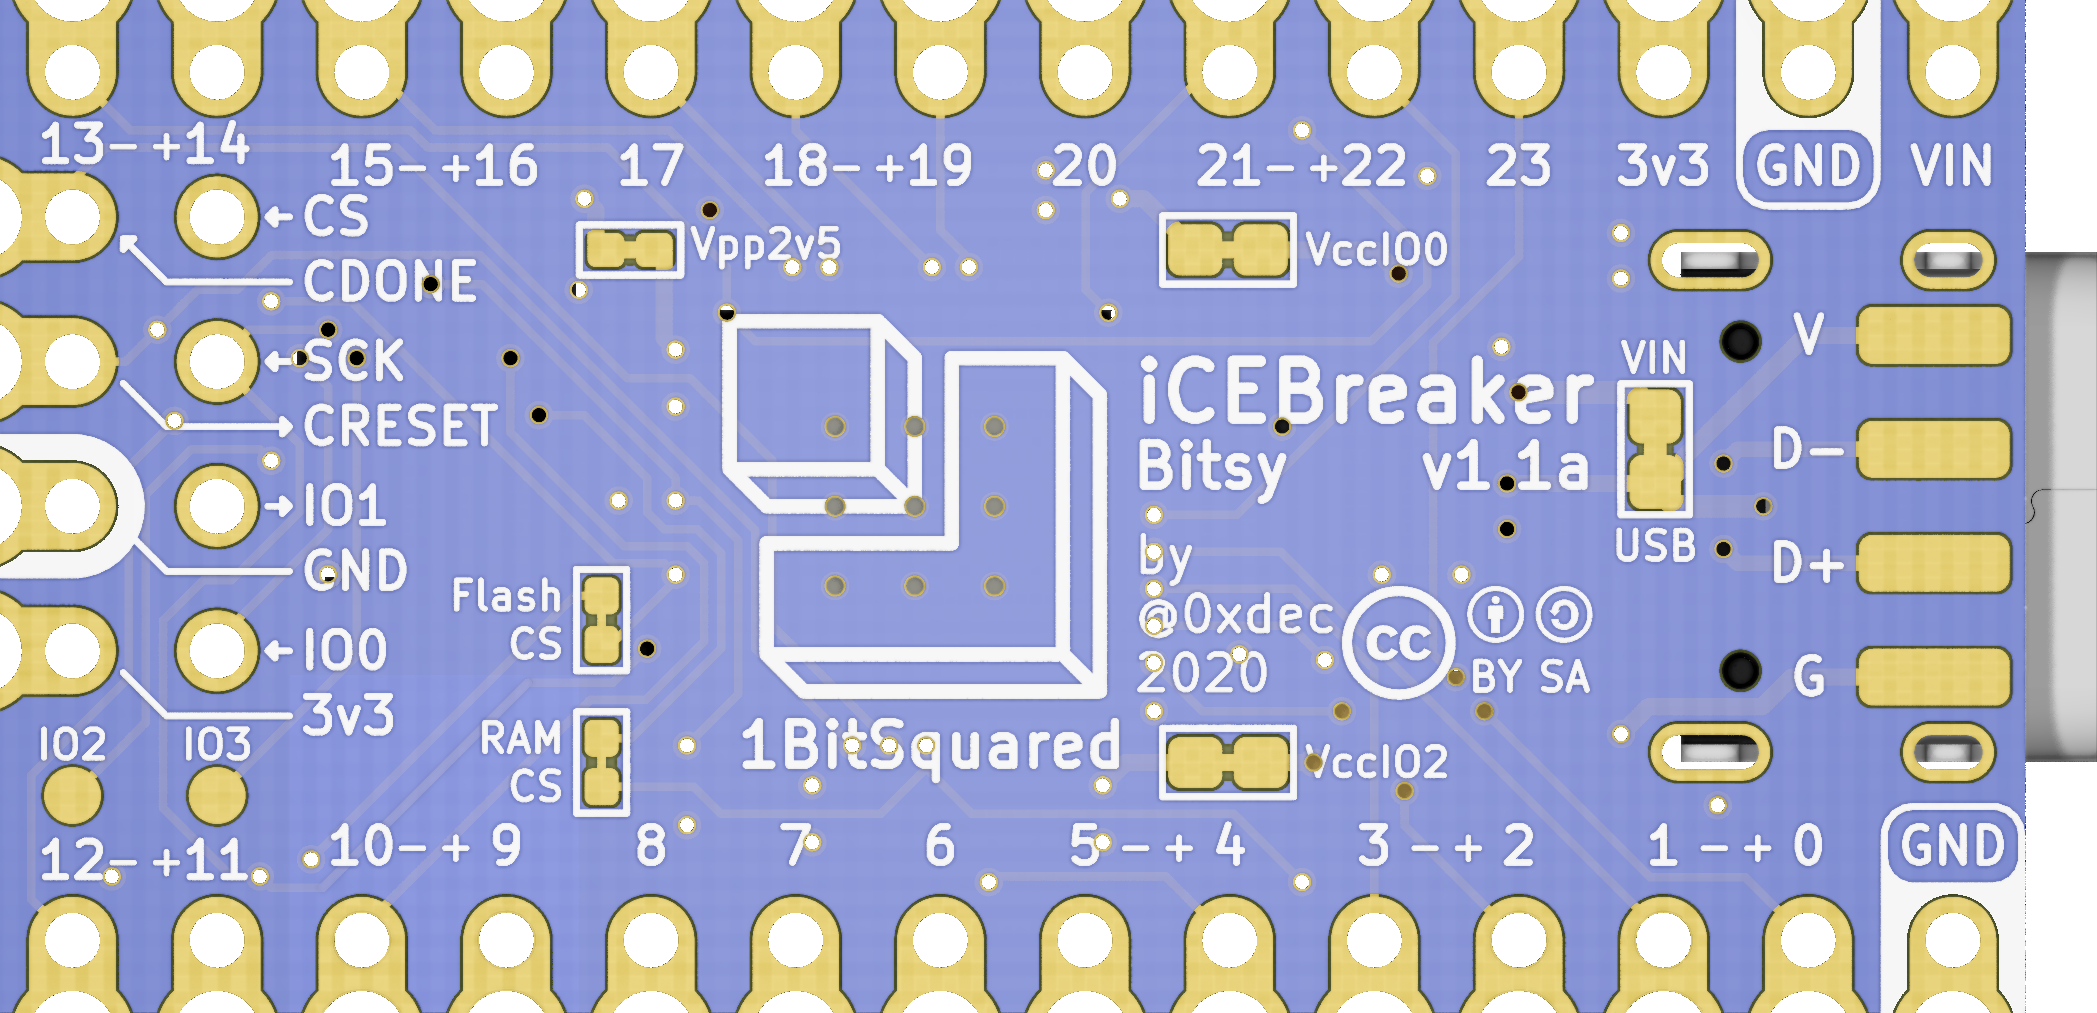 13-+14
15-+16
17
18-+19
20
21-+22
23
3v3
GND
VIN
CS
CDONE
SCK
CRESET
IO1
GND
IO0
3v3
IO2
IO3
Vpp2v5
VccIO0
iCEBreaker
Bitsy
v1.1a
by
@0xdec
2020
cc
BY SA
VIN
USB
V
D-
D+
G
Flash
CS
RAM
CS
1BitSquared
VccIO2
12-+11
10-+ 9
8
7
6
5-+ 4
3-+ 2
1-+ 0
GND